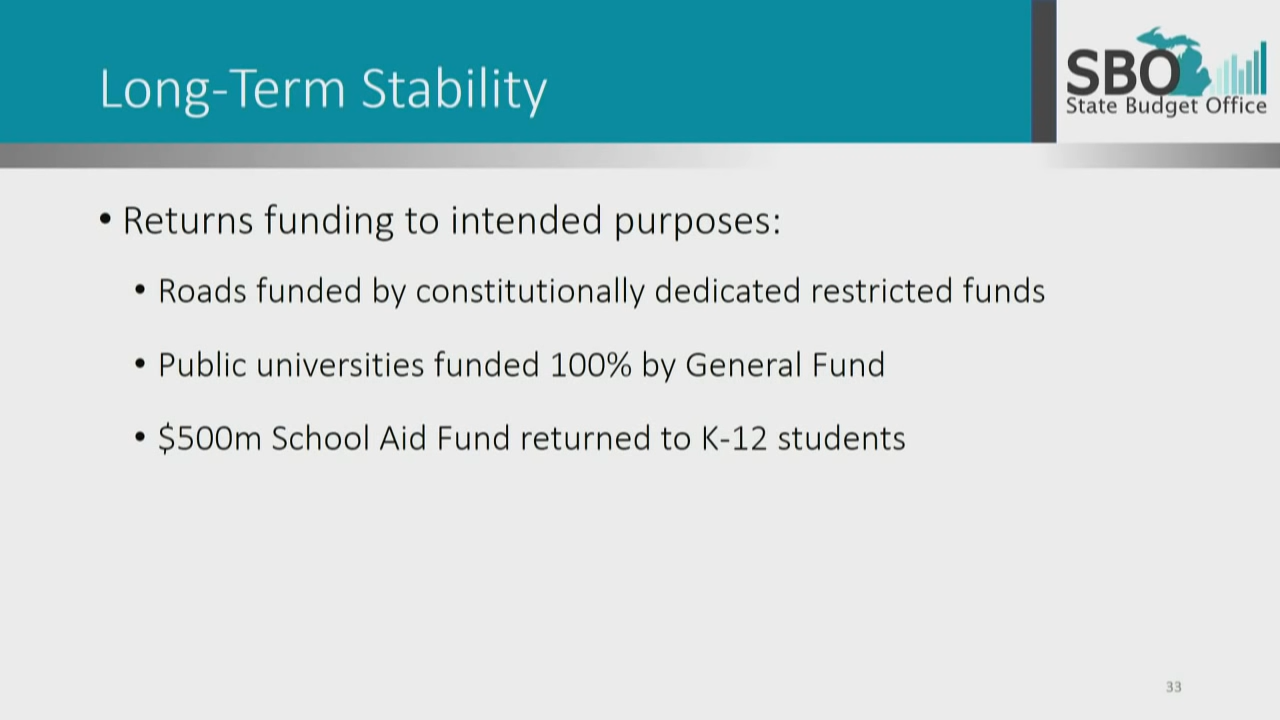 Long-Term Stability
SBO
State Budget Office
• Returns funding to intended purposes:
• Roads funded by constitutionally dedicated restricted funds
• Public universities funded 100% by General Fund
• $500m School Aid Fund returned to K-12 students
33